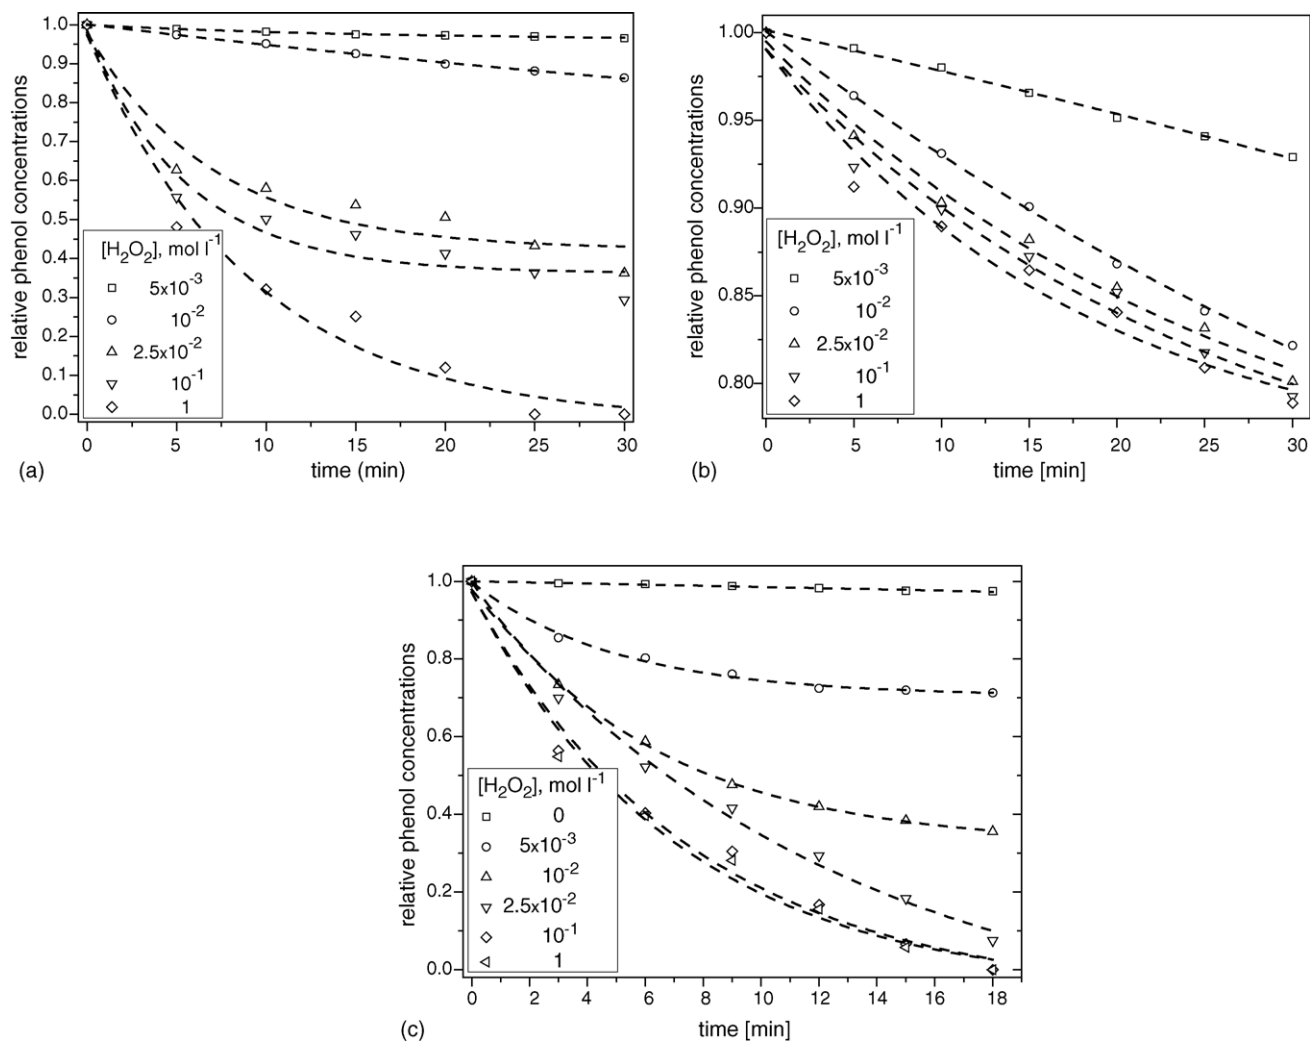 relative phenol concentrations
1.0
0.9
0.8
0.7
0.6
0.5
0.4
0.3
0.2
0.1
0.0
[H₂O₂], mol l⁻¹
5x10⁻³
10⁻²
2.5x10⁻²
10⁻¹
1
0 5 10 15 20 25 30
time (min)
(a)
relative phenol concentrations
1.00
0.95
0.90
0.85
0.80
[H₂O₂], mol l⁻¹
5x10⁻³
10⁻²
2.5x10⁻²
10⁻¹
1
0 5 10 15 20 25 30
time [min]
(b)
relative phenol concentrations
1.0
0.8
0.6
0.4
0.2
0.0
[H₂O₂], mol l⁻¹
0
5x10⁻³
10⁻²
2.5x10⁻²
10⁻¹
1
0 2 4 6 8 10 12 14 16 18
time [min]
(c)